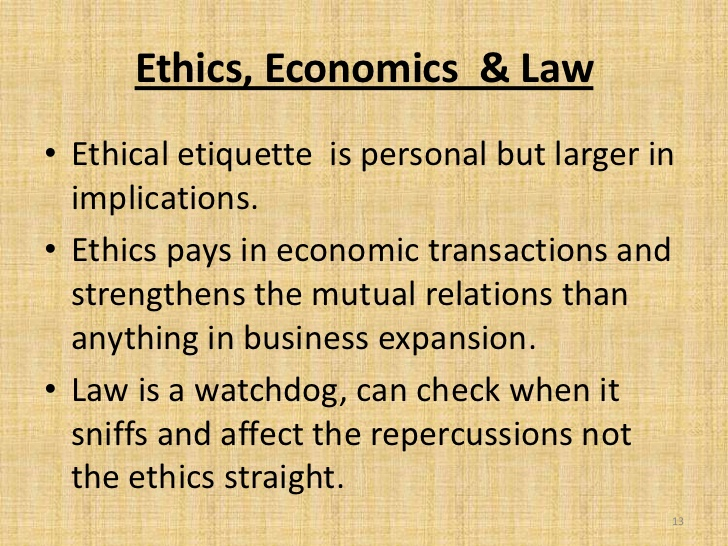 Ethics, Economics  & Law
• Ethical etiquette  is personal but larger in
implications.
• Ethics pays in economic transactions and
strengthens the mutual relations than
anything in business expansion.
• Law is a watchdog, can check when it
sniffs and affect the repercussions not
the ethics straight.
13